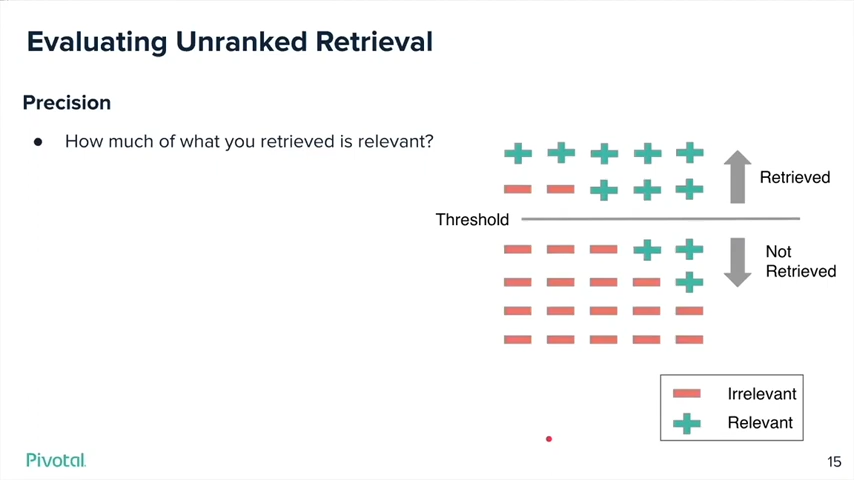 Evaluating Unranked Retrieval
Precision
● How much of what you retrieved is relevant?
Retrieved
Threshold
Not
Retrieved
Irrelevant
Relevant
Pivotal
15